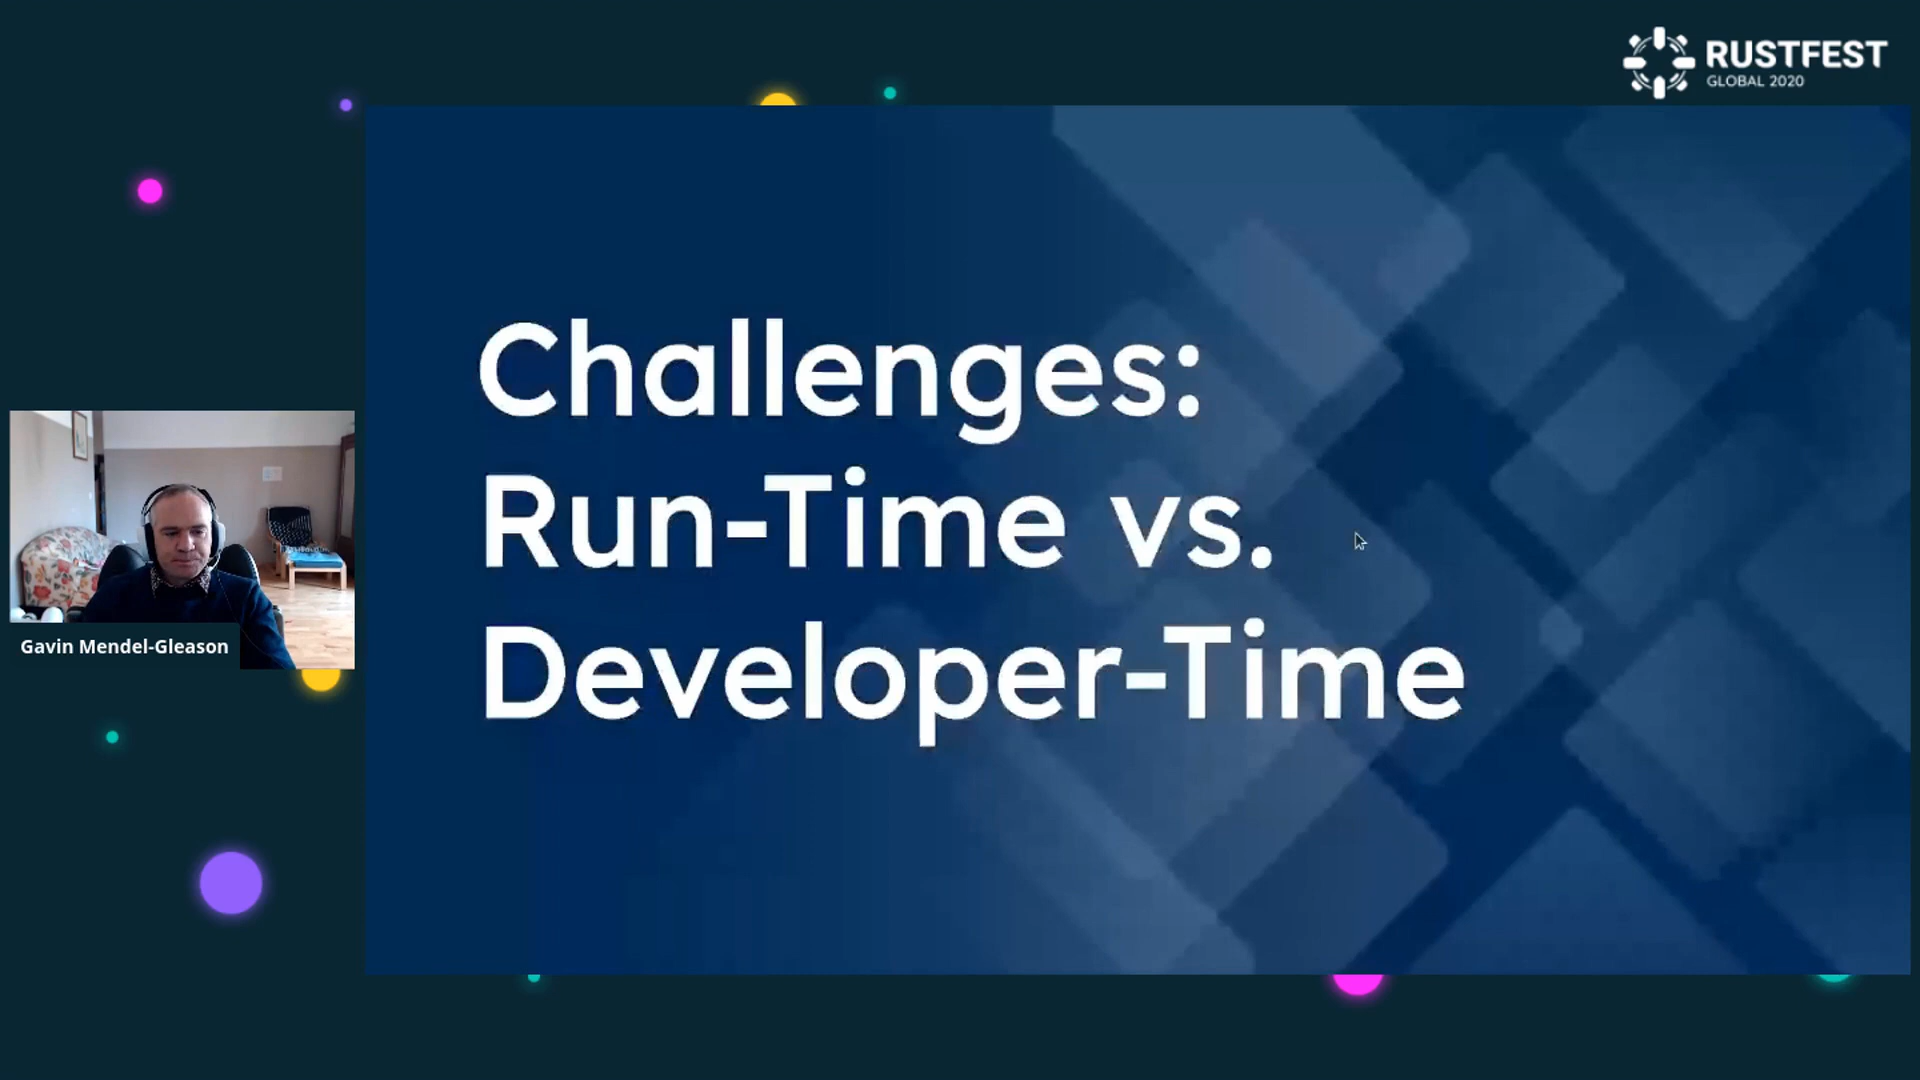 RUSTFEST
GLOBAL 2020
Challenges:
Run-Time vs.
Developer-Time
Gavin Mendel-Gleason